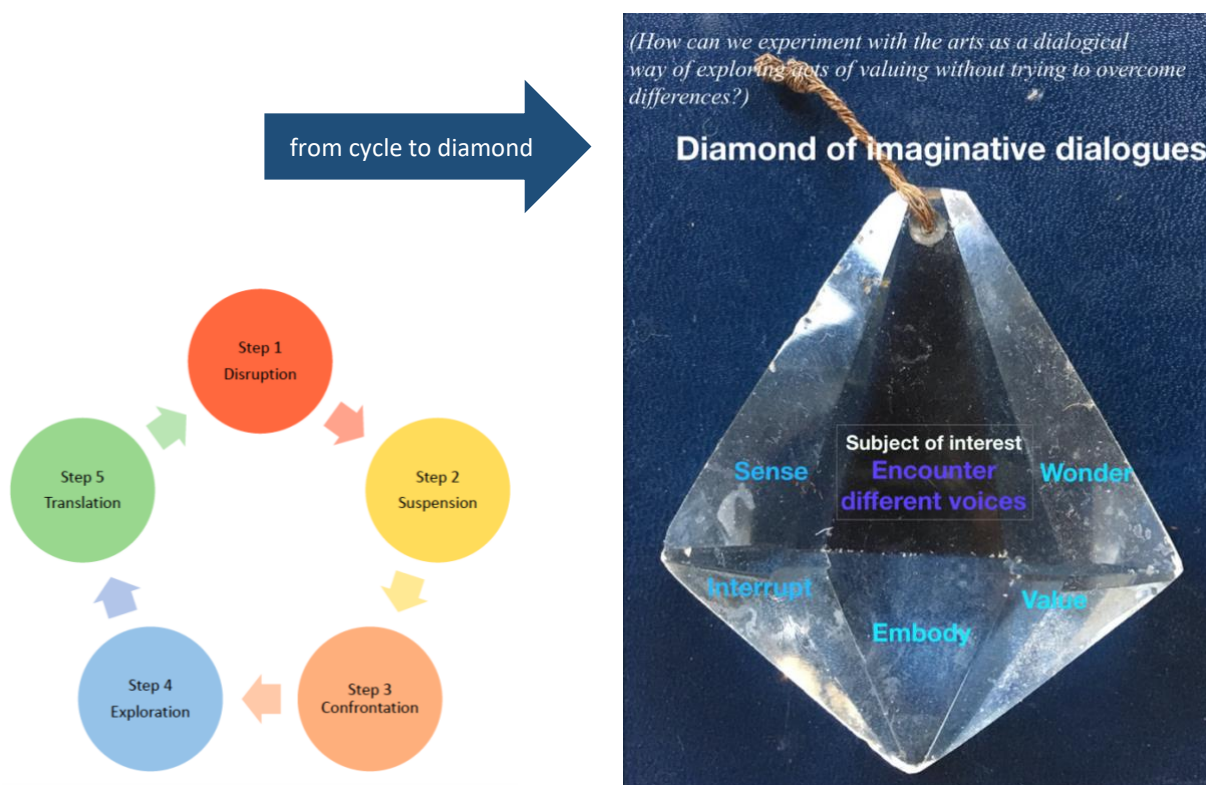 from cycle to diamond
Step 1
Disruption
Step 2
Suspension
Step 3
Confrontation
Step 4
Exploration
Step 5
Translation
(How can we experiment with the arts as a dialogical
way of exploring acts of valuing without trying to overcome
differences?)
Diamond of imaginative dialogues
Subject of interest
Encounter
different voices
Sense
Wonder
Interrupt
Value
Embody